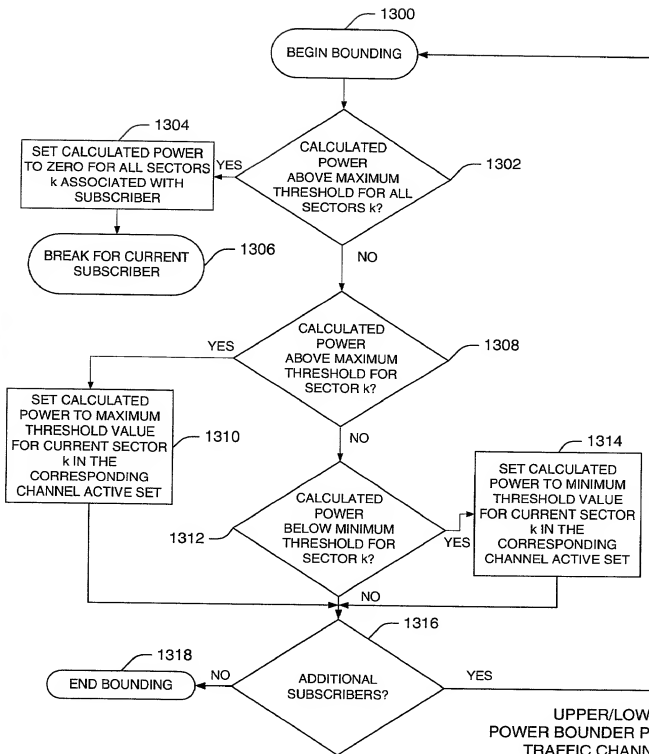 1300
BEGIN BOUNDING
1304
SET CALCULATED POWER
TO ZERO FOR ALL SECTORS
k ASSOCIATED WITH
SUBSCRIBER
YES
CALCULATED
POWER
ABOVE MAXIMUM
THRESHOLD FOR ALL
SECTORS k?
1302
BREAK FOR CURRENT
SUBSCRIBER
1306
NO
CALCULATED
POWER
ABOVE MAXIMUM
THRESHOLD FOR
SECTOR k?
1308
YES
SET CALCULATED
POWER TO MAXIMUM
THRESHOLD VALUE
FOR CURRENT SECTOR
k IN THE
CORRESPONDING
CHANNEL ACTIVE SET
1310
NO
CALCULATED
POWER
BELOW MINIMUM
THRESHOLD FOR
SECTOR k?
1312
YES
1314
SET CALCULATED
POWER TO MINIMUM
THRESHOLD VALUE
FOR CURRENT SECTOR
k IN THE
CORRESPONDING
CHANNEL ACTIVE SET
NO
1316
ADDITIONAL
SUBSCRIBERS?
1318
END BOUNDING
NO
YES
UPPER/LOW
POWER BOUNDER P
TRAFFIC CHANN